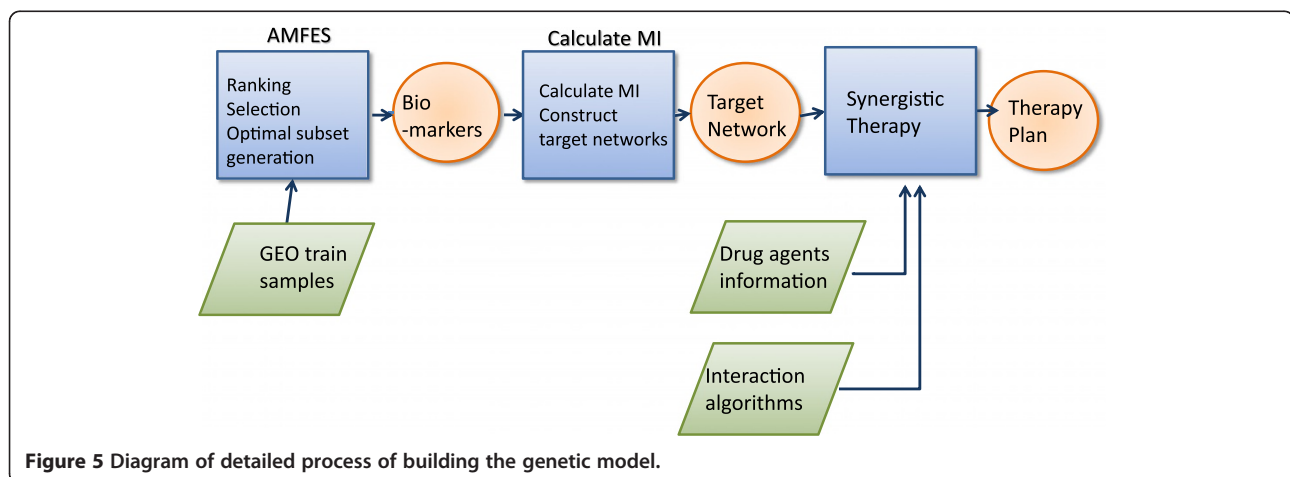 AMFES
Ranking
Selection
Optimal subset
generation
Bio
-markers
Calculate MI
Calculate MI
Construct
target networks
Target
Network
Synergistic
Therapy
Therapy
Plan
GEO train
samples
Drug agents
information
Interaction
algorithms
Figure 5 Diagram of detailed process of building the genetic model.